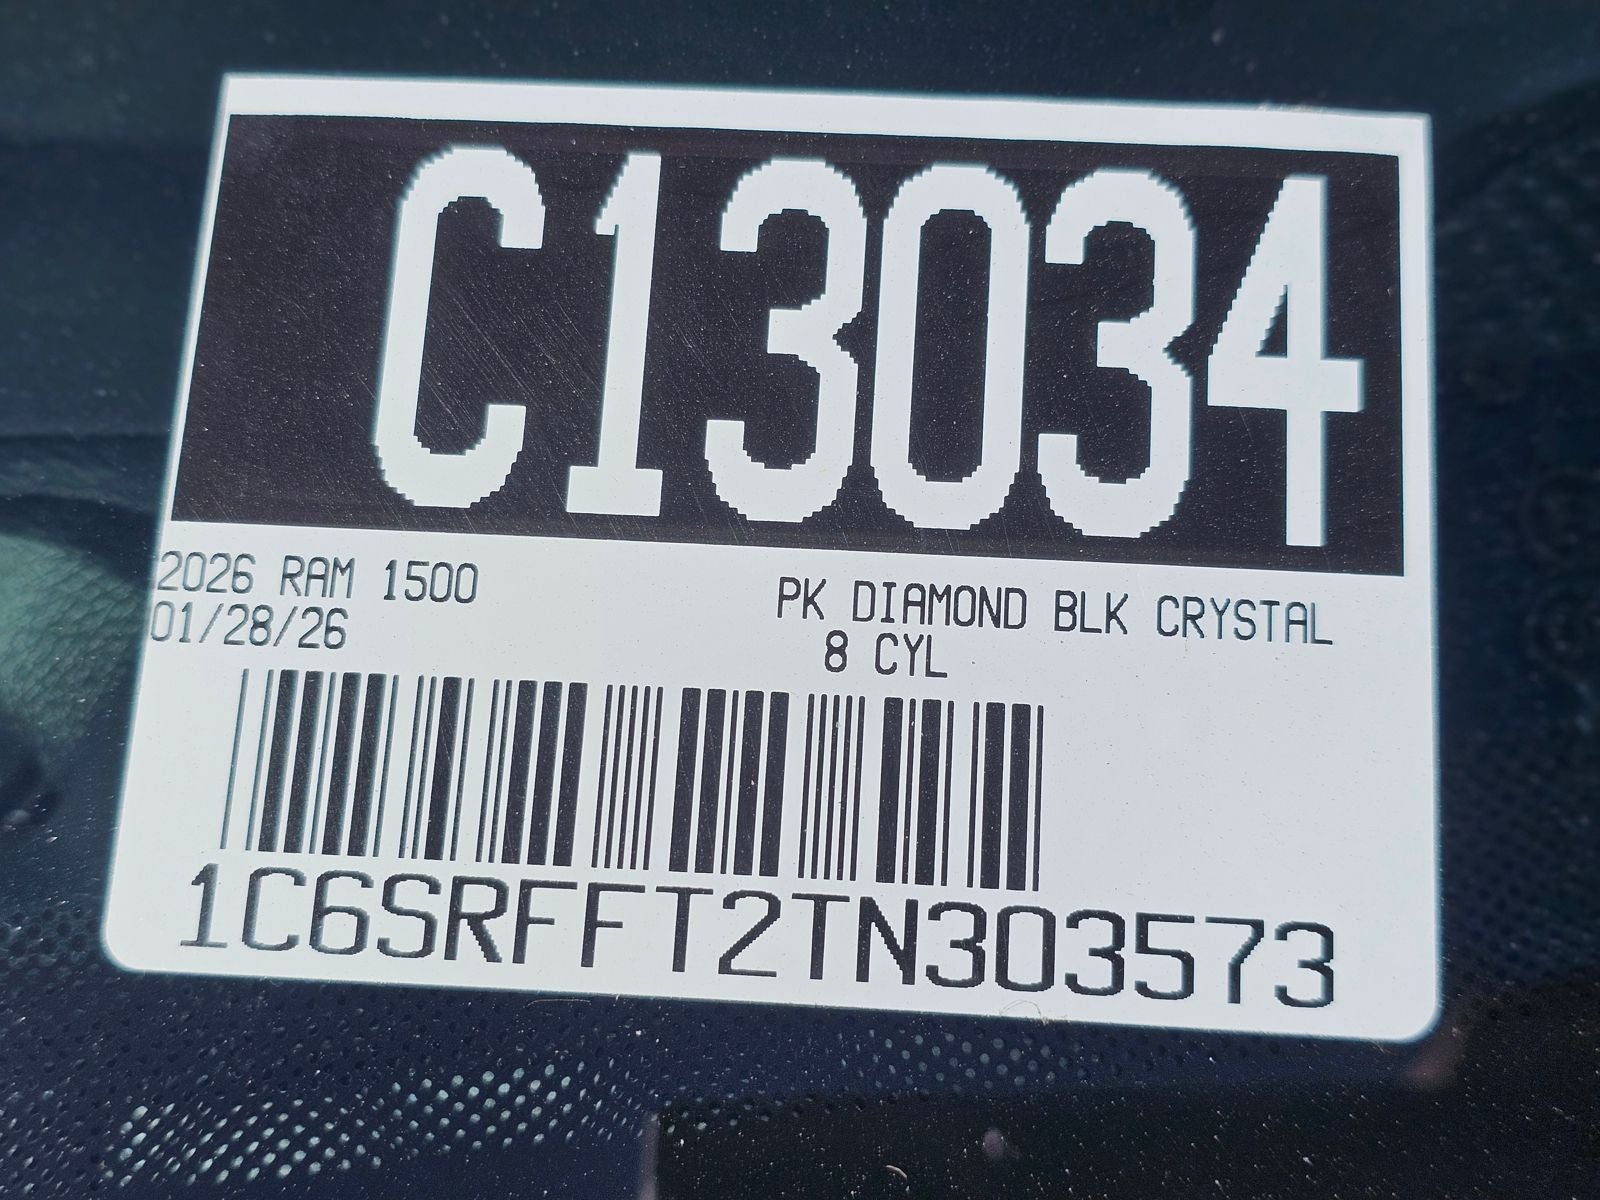 C13034
2026 RAM 1500
PK DIAMOND BLK CRYSTAL
01/28/26
8 CYL
1C6SRFFT2TN303573